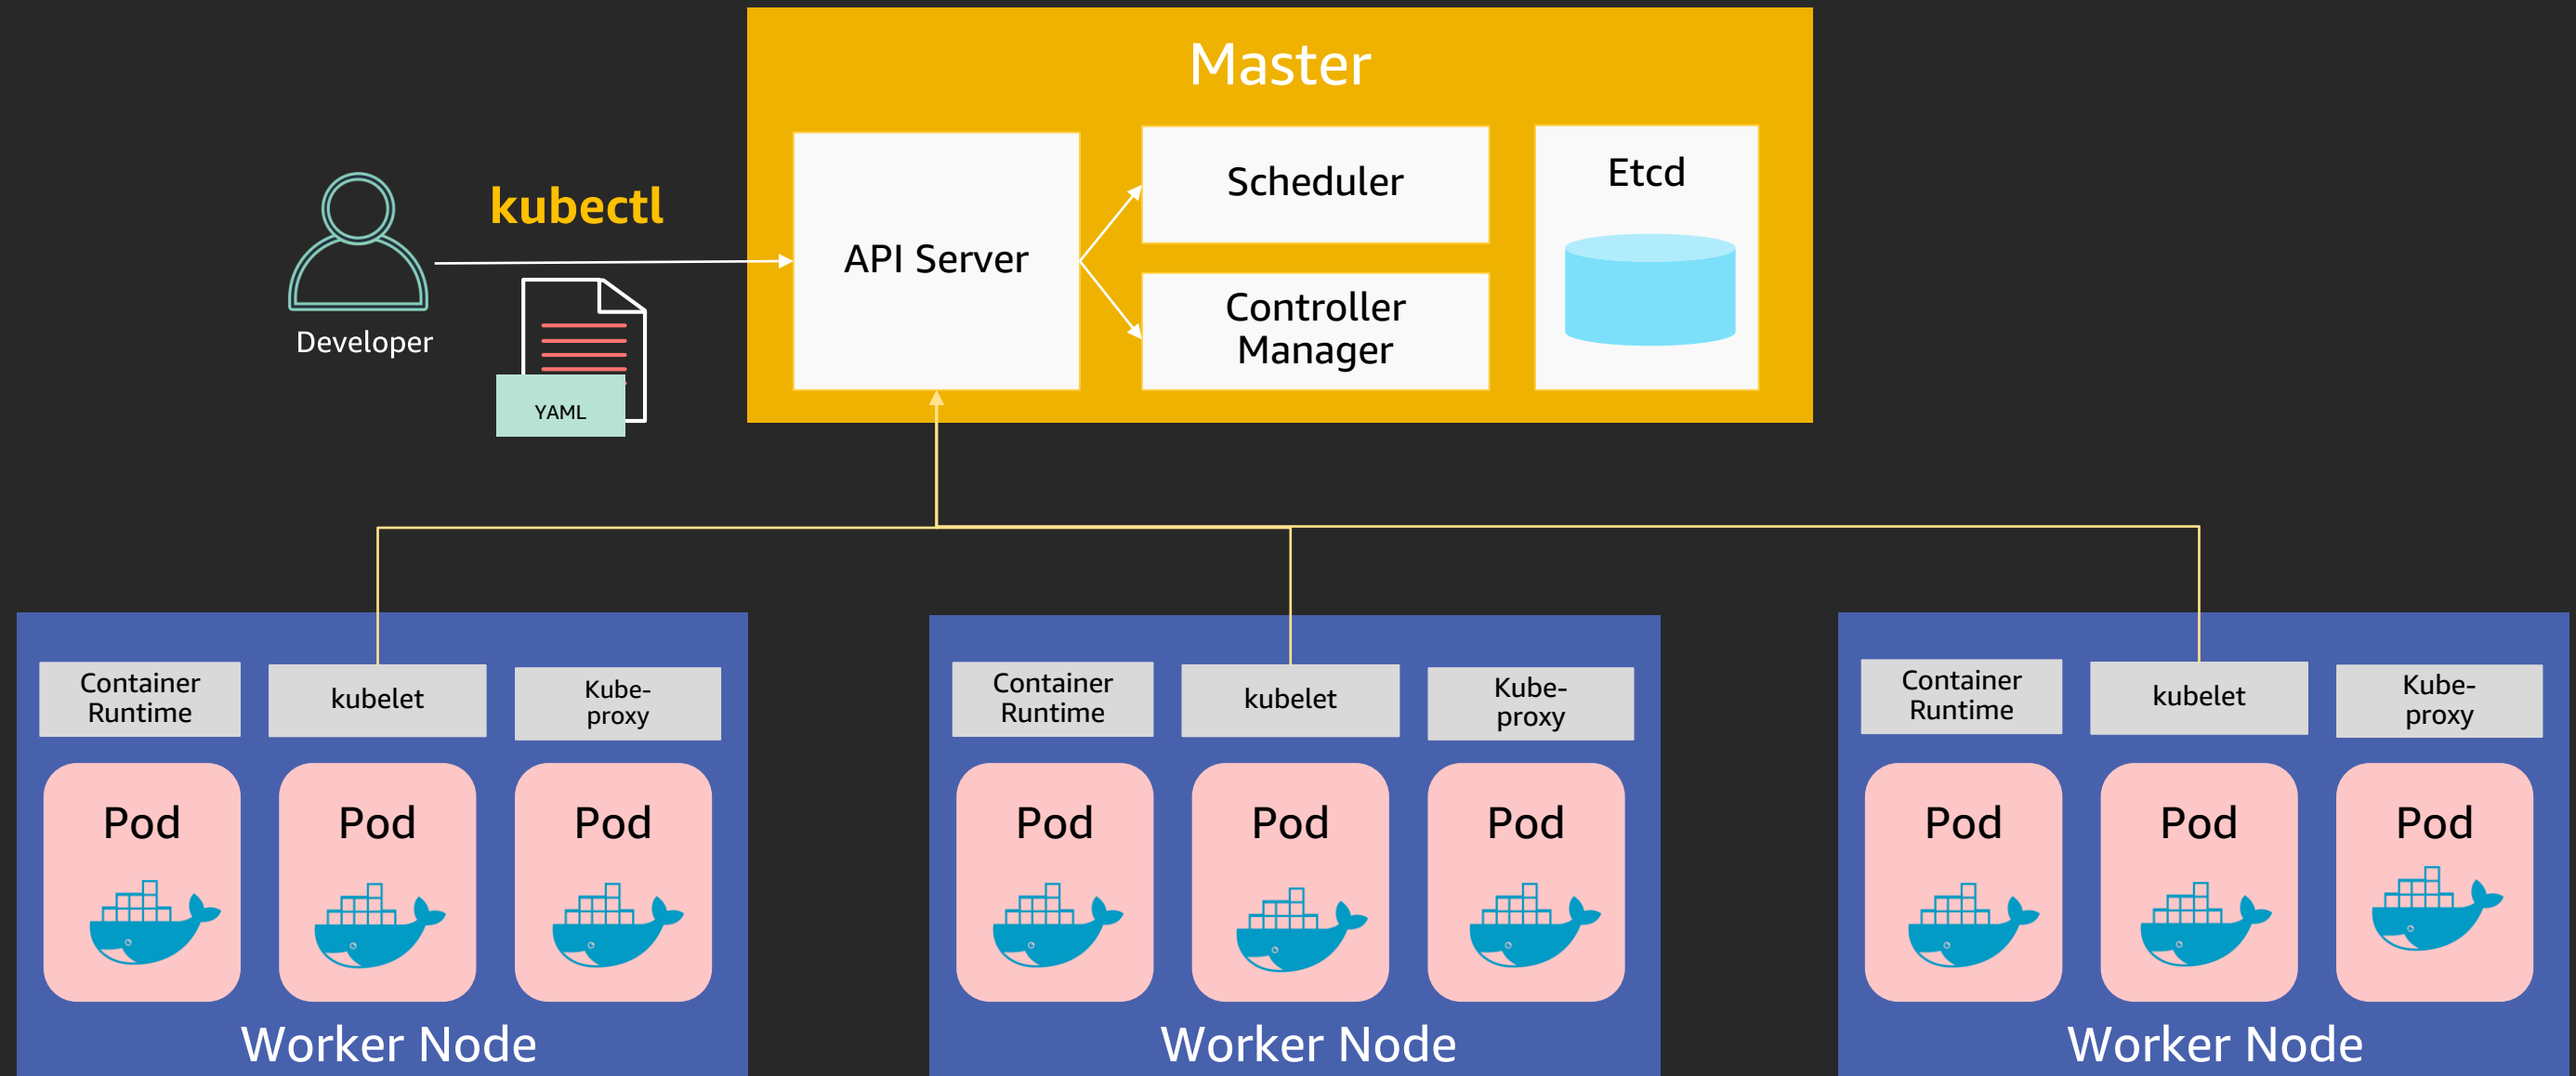 Master
kubectl
Developer
YAML
API Server
Scheduler
Controller
Manager
Etcd
Container
Runtime
kubelet
Kube-
proxy
Pod
Pod
Pod
Worker Node
Container
Runtime
kubelet
Kube-
proxy
Pod
Pod
Pod
Worker Node
Container
Runtime
kubelet
Kube-
proxy
Pod
Pod
Pod
Worker Node